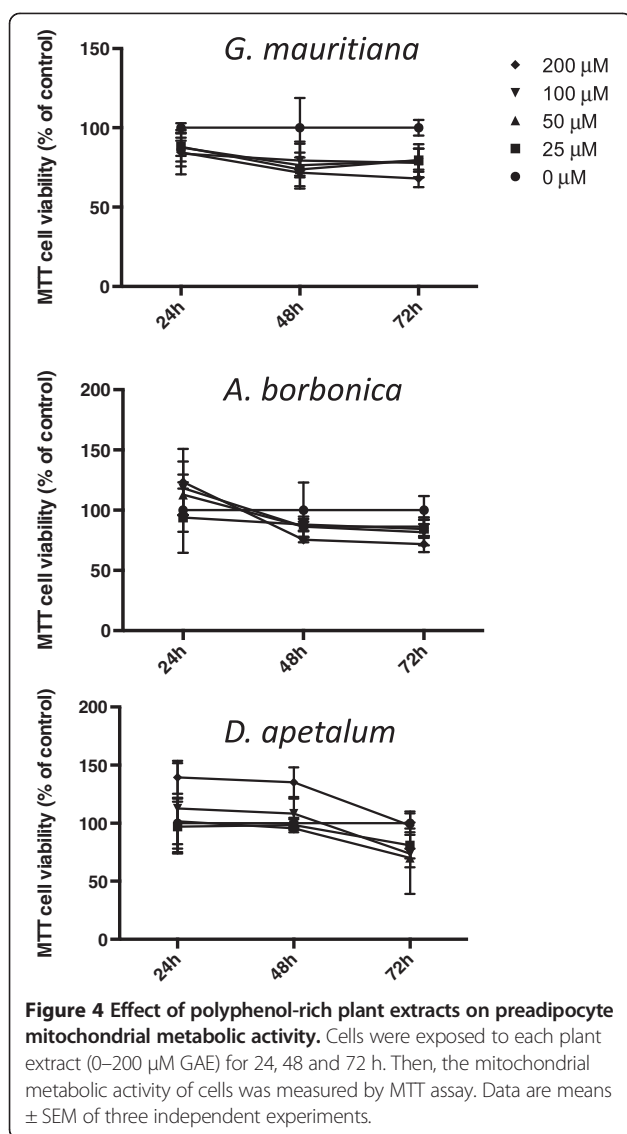 G. mauritiana
MTT cell viability (% of control)
150
100
50
0
24h
48h
72h
200 µM
100 µM
50 µM
25 µM
0 µM
A. borbonica
MTT cell viability (% of control)
200
150
100
50
0
24h
48h
72h
D. apetalum
MTT cell viability (% of control)
200
150
100
50
0
24h
48h
72h
Figure 4 Effect of polyphenol-rich plant extracts on preadipocyte
mitochondrial metabolic activity. Cells were exposed to each plant
extract (0–200 µM GAE) for 24, 48 and 72 h. Then, the mitochondrial
metabolic activity of cells was measured by MTT assay. Data are means
± SEM of three independent experiments.